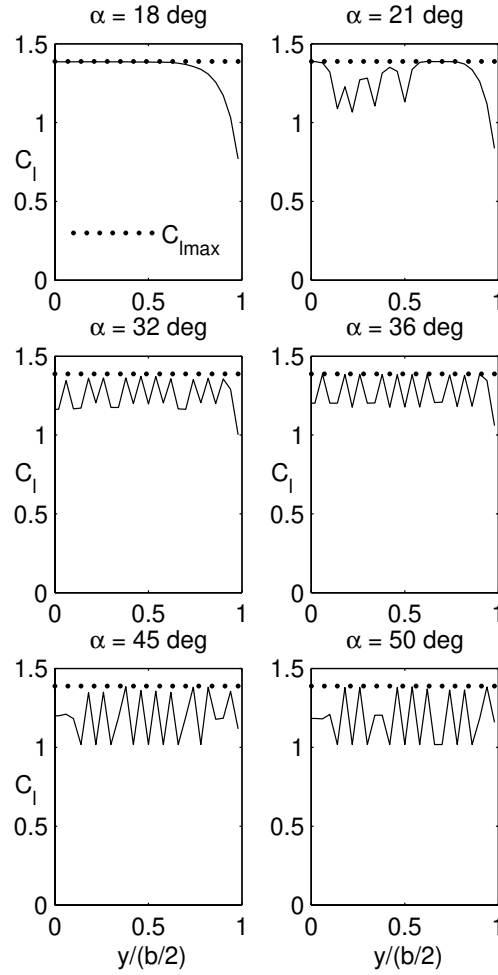 α = 18 deg
α = 21 deg
1.5
1
C_l
0.5
0
C_lmax
0 0.5 1
1.5
1
0.5
0
0 0.5 1
α = 32 deg
α = 36 deg
1.5
1
C_l
0.5
0
0 0.5 1
1.5
1
0.5
0
0 0.5 1
α = 45 deg
α = 50 deg
1.5
1
C_l
0.5
0
0 0.5 1
y/(b/2)
1.5
1
0.5
0
0 0.5 1
y/(b/2)